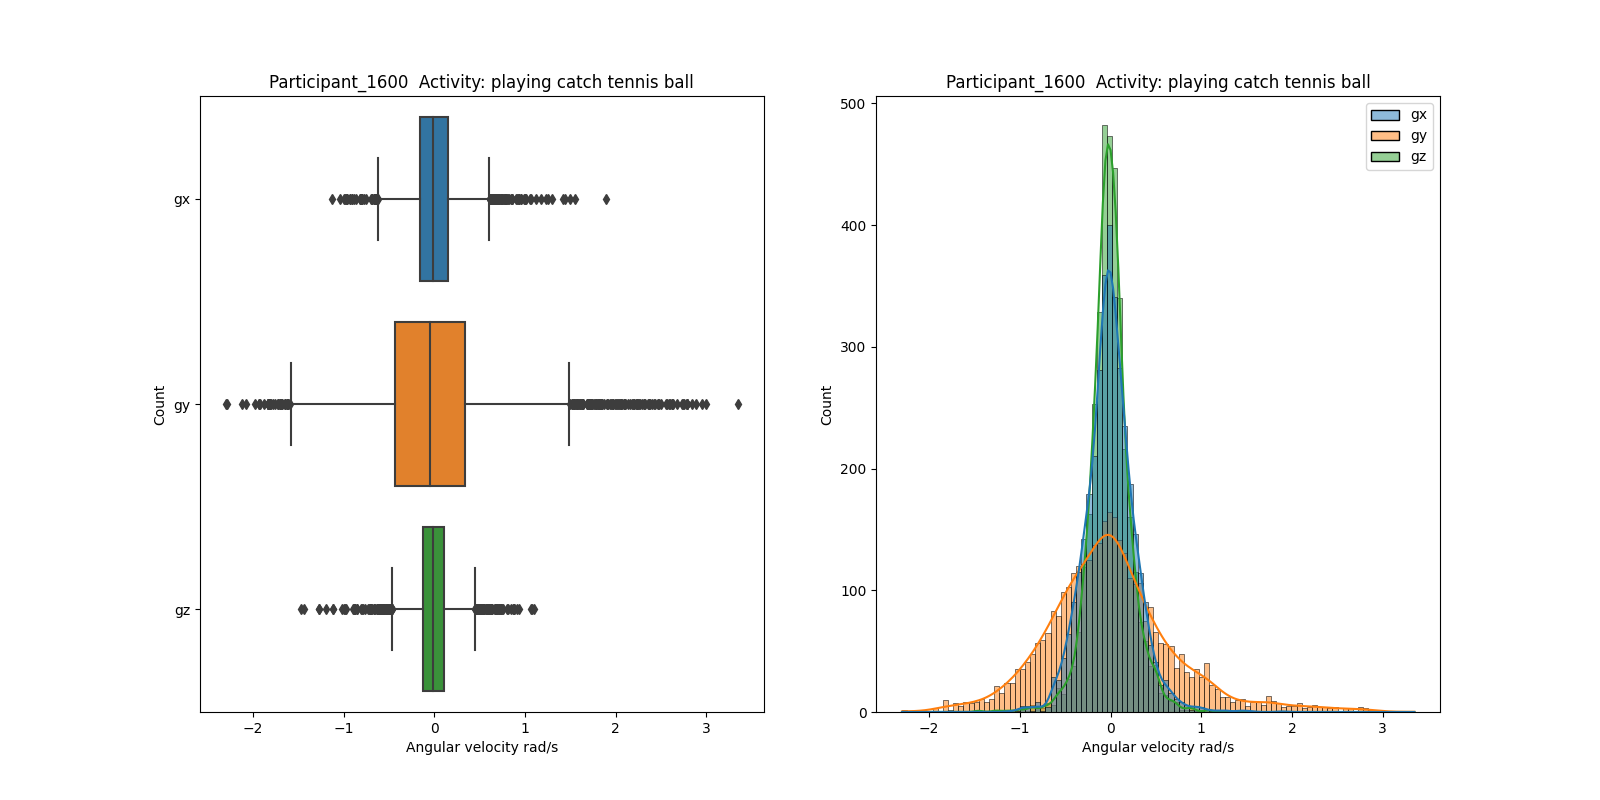 Participant_1600  Activity: playing catch tennis ball
Count
gx
gy
gz
−2
−1
0
1
2
3
Angular velocity rad/s
Participant_1600  Activity: playing catch tennis ball
Count
500
400
300
200
100
0
gx
gy
gz
−2
−1
0
1
2
3
Angular velocity rad/s